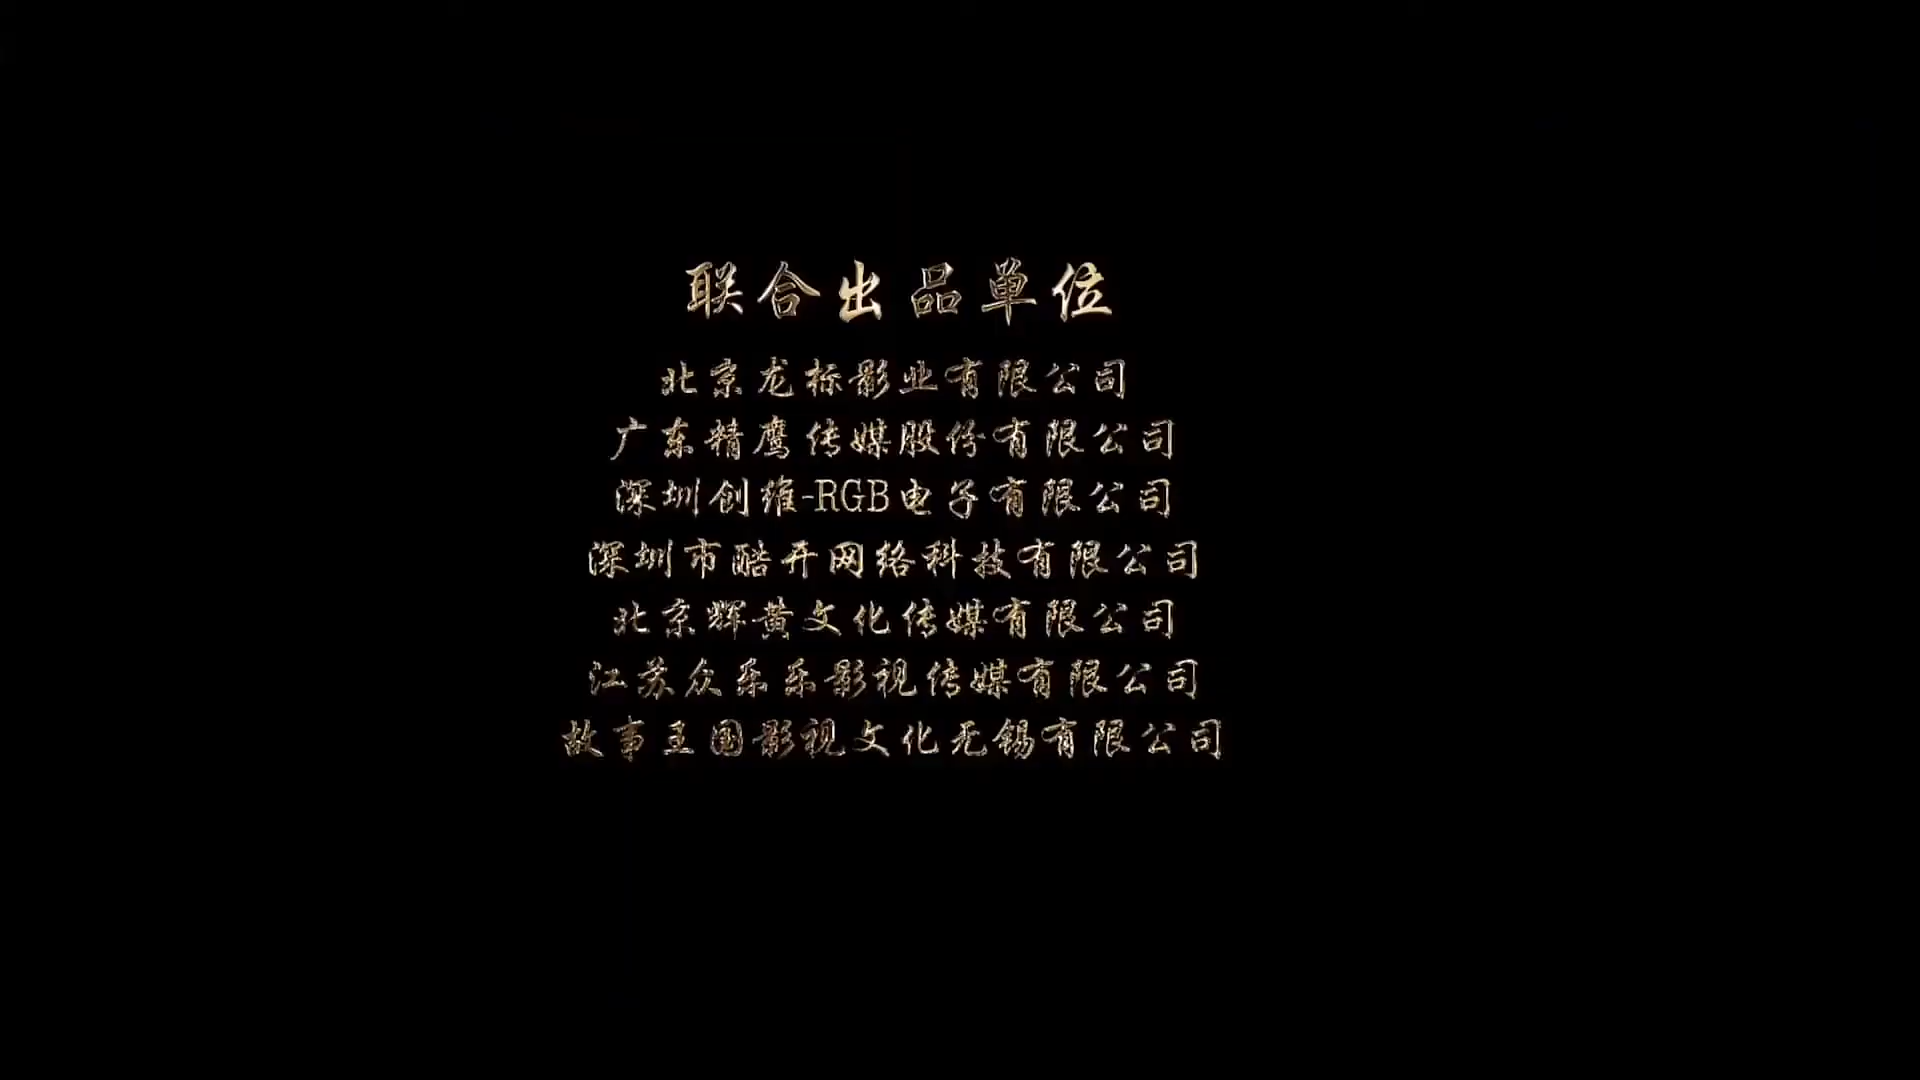 联合出品单位
北京龙标影业有限公司
广东精鹰传媒股份有限公司
深圳创维-RGB电子有限公司
深圳市酷开网络科技有限公司
北京辉黄文化传媒有限公司
江苏众乐乐影视传媒有限公司
故事王国影视文化无锡有限公司